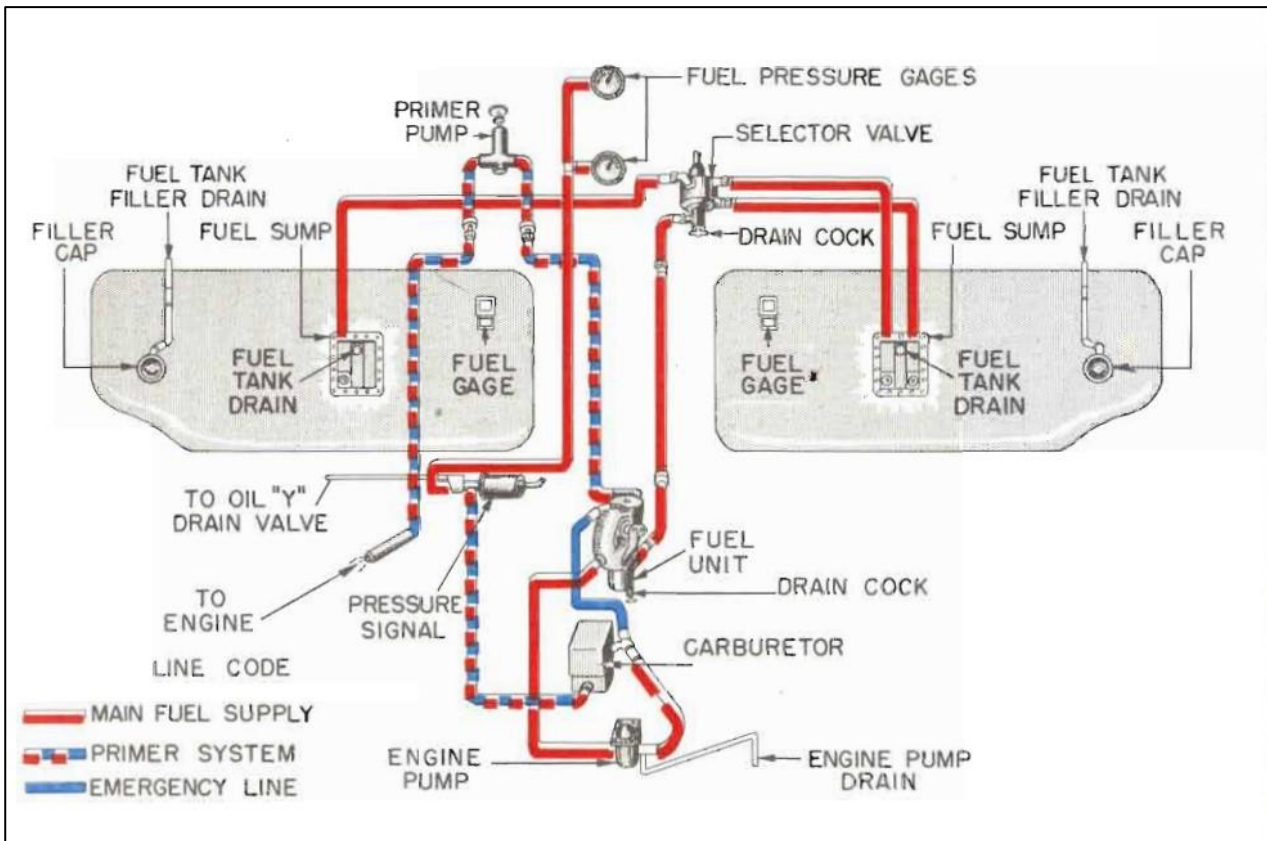 FUEL PRESSURE GAGES
PRIMER
PUMP
SELECTOR VALVE
FUEL TANK
FILLER DRAIN
FUEL TANK
FILLER DRAIN
FILLER
CAP
FUEL SUMP
DRAIN COCK
FUEL SUMP
FILLER
CAP
FUEL
TANK
DRAIN
FUEL
GAGE
FUEL
GAGE
FUEL
TANK
DRAIN
TO OIL "Y"
DRAIN VALVE
FUEL
UNIT
TO
ENGINE
PRESSURE
SIGNAL
DRAIN COCK
CARBURETOR
LINE CODE
MAIN FUEL SUPPLY
PRIMER SYSTEM
EMERGENCY LINE
ENGINE
PUMP
ENGINE PUMP
DRAIN